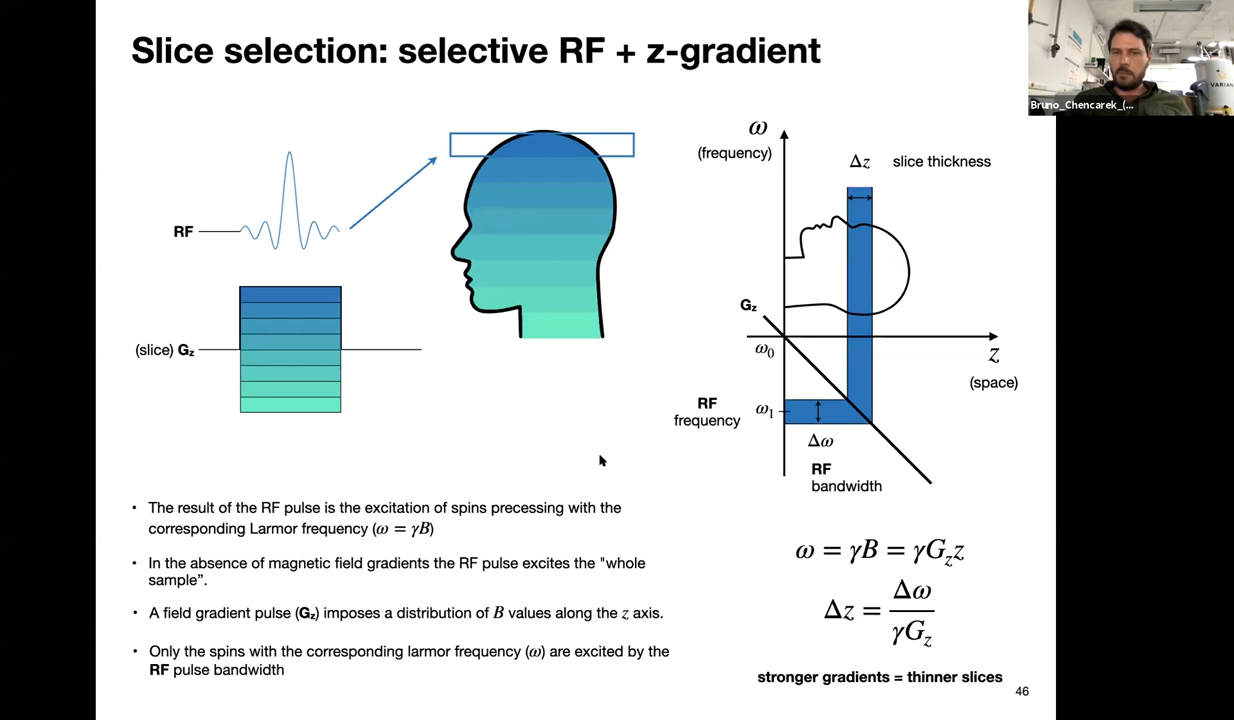 Slice selection: selective RF + z-gradient
VARIAN
Bruno_Chencarek_(...
RF
(slice) Gz
ω
(frequency)
Δz slice thickness
Gz
ω0
z
(space)
RF
frequency
ω1
Δω
RF
bandwidth
• The result of the RF pulse is the excitation of spins precessing with the
corresponding Larmor frequency (ω = γB)
• In the absence of magnetic field gradients the RF pulse excites the "whole
sample”.
• A field gradient pulse (Gz) imposes a distribution of B values along the z axis.
• Only the spins with the corresponding larmor frequency (ω) are excited by the
RF pulse bandwidth
ω = γB = γGzz
Δz = Δω / γGz
stronger gradients = thinner slices
46